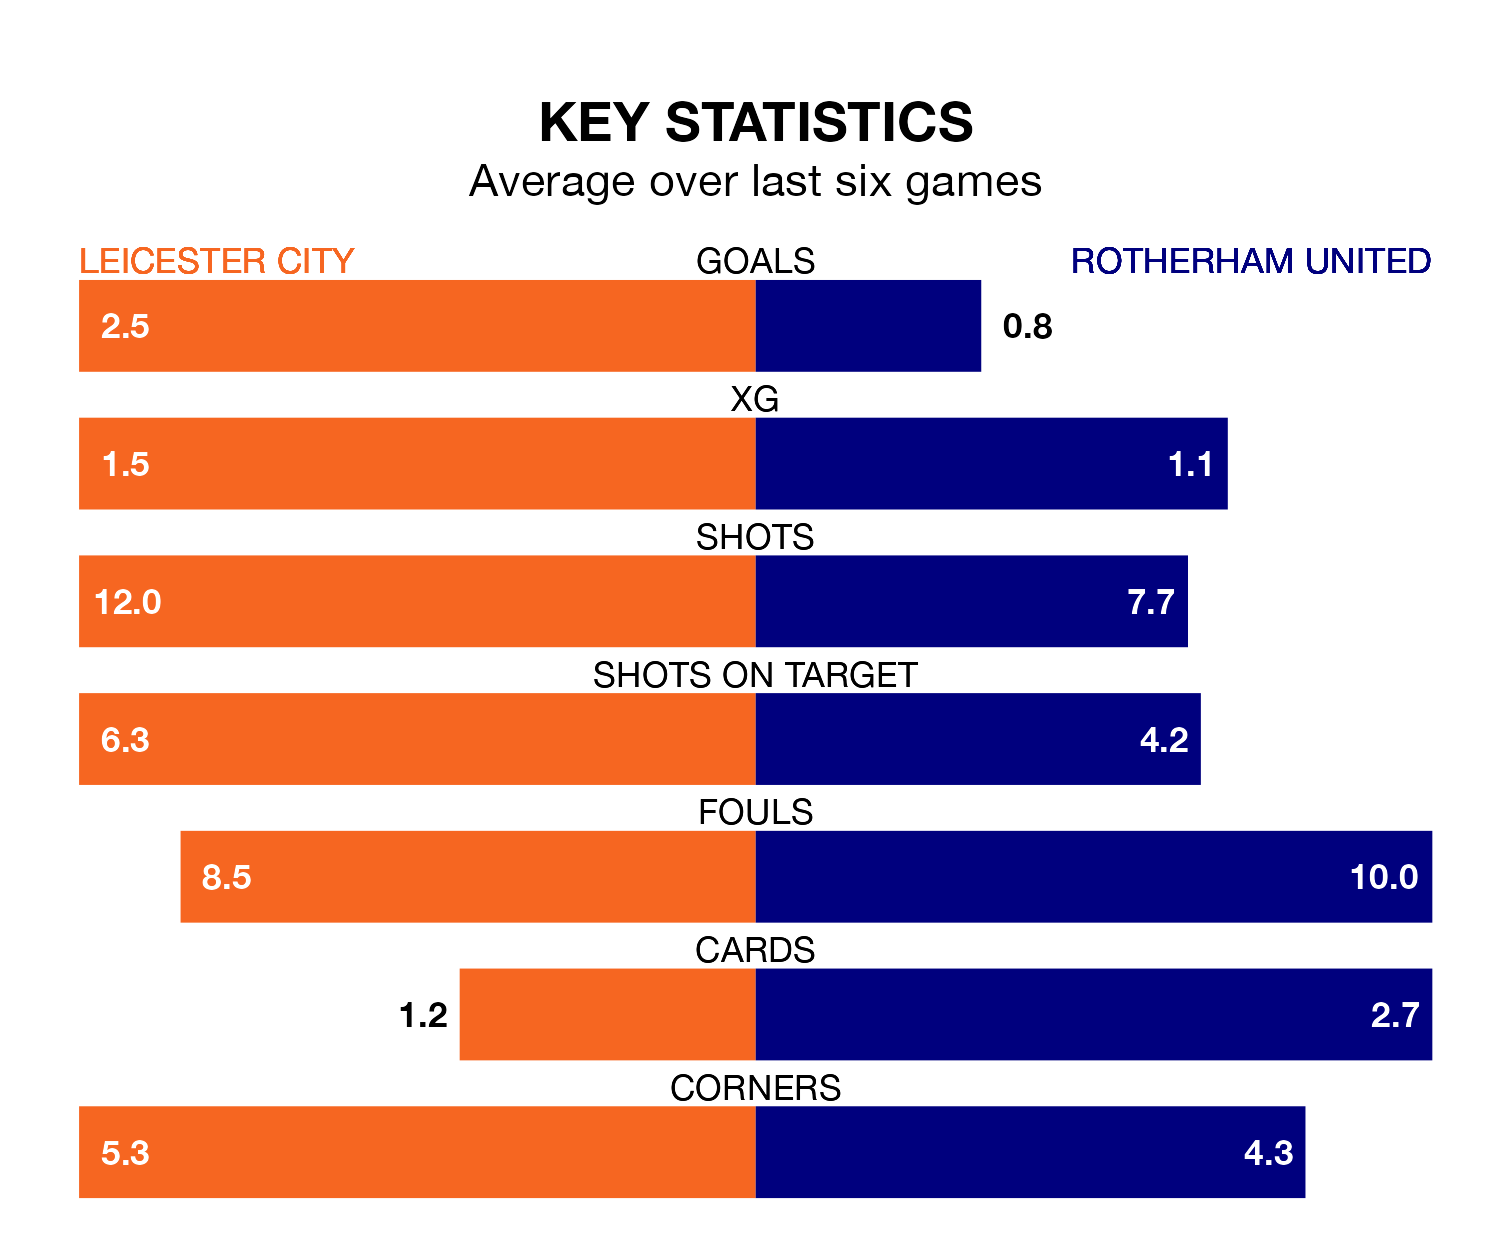 KEY STATISTICS
Average over last six games
LEICESTER CITY GOALS ROTHERHAM UNITED
2.5 0.8
XG
1.5 1.1
SHOTS
12.0 7.7
SHOTS ON TARGET
6.3 4.2
FOULS
8.5 10.0
CARDS
1.2 2.7
CORNERS
5.3 4.3